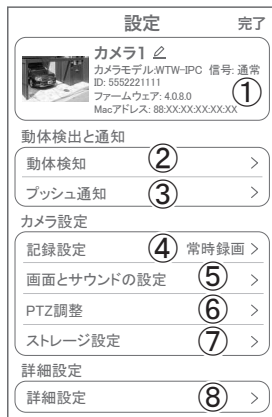 設定 完了
カメラ1
カメラモデル:WTW-IPC 信号: 通常
ID: 5552221111
ファームウェア: 4.0.8.0
Macアドレス: 88:XX:XX:XX:XX:XX
①
動体検出と通知
動体検知 ② >
プッシュ通知 ③ >
カメラ設定
記録設定 ④ 常時録画 >
画面とサウンドの設定 ⑤ >
PTZ調整 ⑥ >
ストレージ設定 ⑦ >
詳細設定
詳細設定 ⑧ >